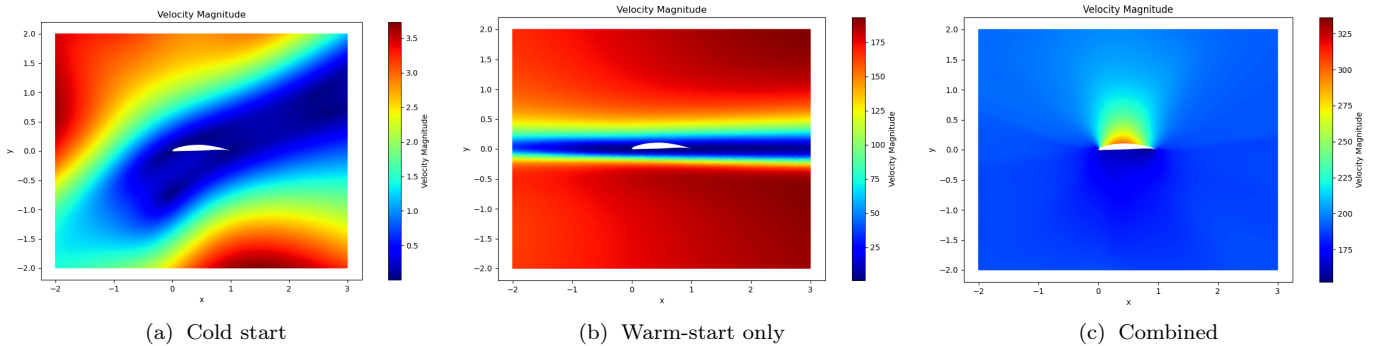 Velocity Magnitude
2.0
1.5
1.0
0.5
0.0
−0.5
−1.0
−1.5
−2.0
y
−2 −1 0 1 2 3
x
3.5
3.0
2.5
2.0
1.5
1.0
0.5
Velocity Magnitude
(a) Cold start
Velocity Magnitude
2.0
1.5
1.0
0.5
0.0
−0.5
−1.0
−1.5
−2.0
y
−2 −1 0 1 2 3
x
175
150
125
100
75
50
25
Velocity Magnitude
(b) Warm-start only
Velocity Magnitude
2.0
1.5
1.0
0.5
0.0
−0.5
−1.0
−1.5
−2.0
y
−2 −1 0 1 2 3
x
325
300
275
250
225
200
175
Velocity Magnitude
(c) Combined